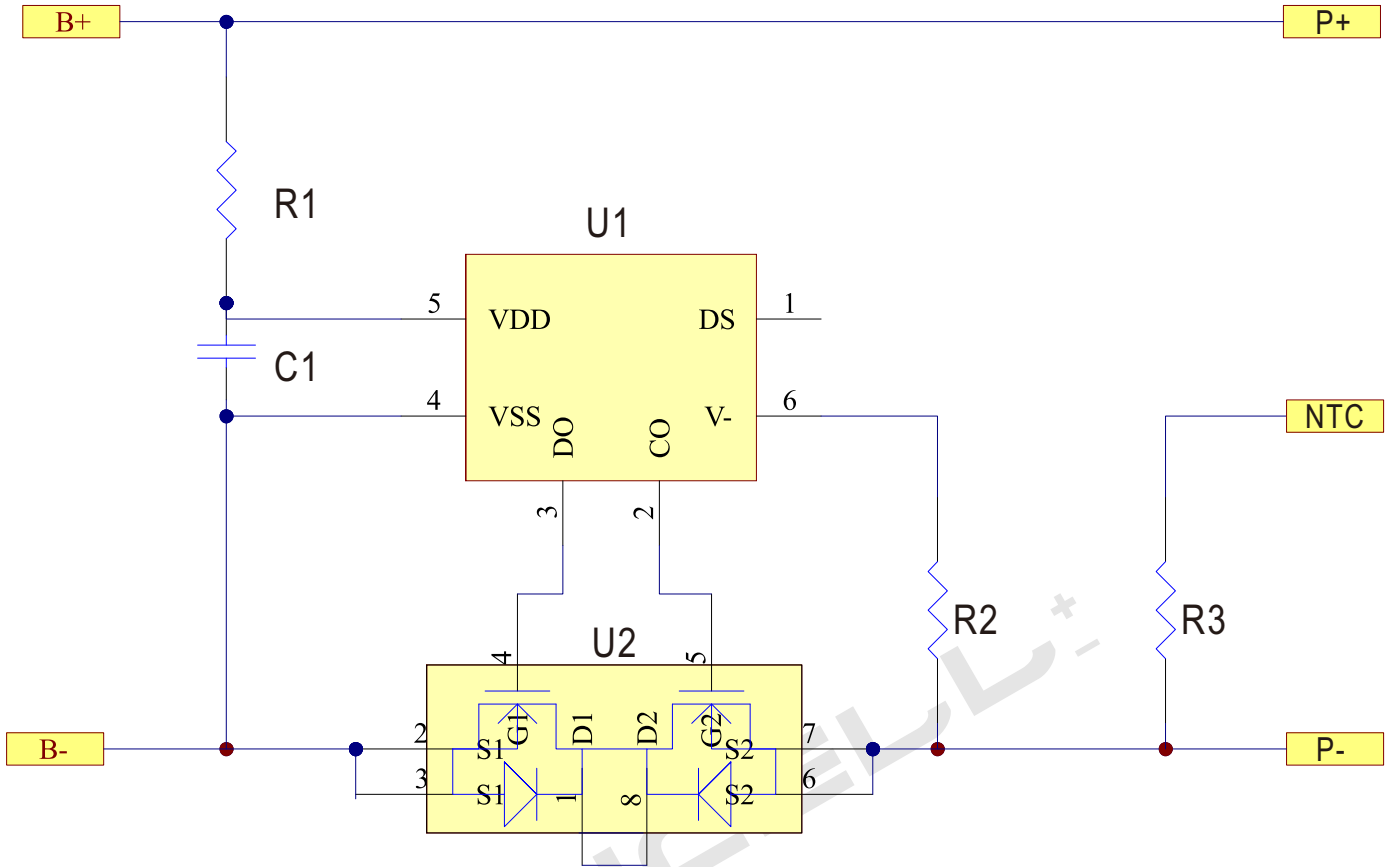 B+
P+
R1
U1
5
VDD
DS
1
C1
4
VSS
DO
CO
V-
6
NTC
3
2
R2
R3
U2
4
5
2
G1
D1
D2
G2
7
B-
S1
S2
P-
3
S1
1
8
S2
6